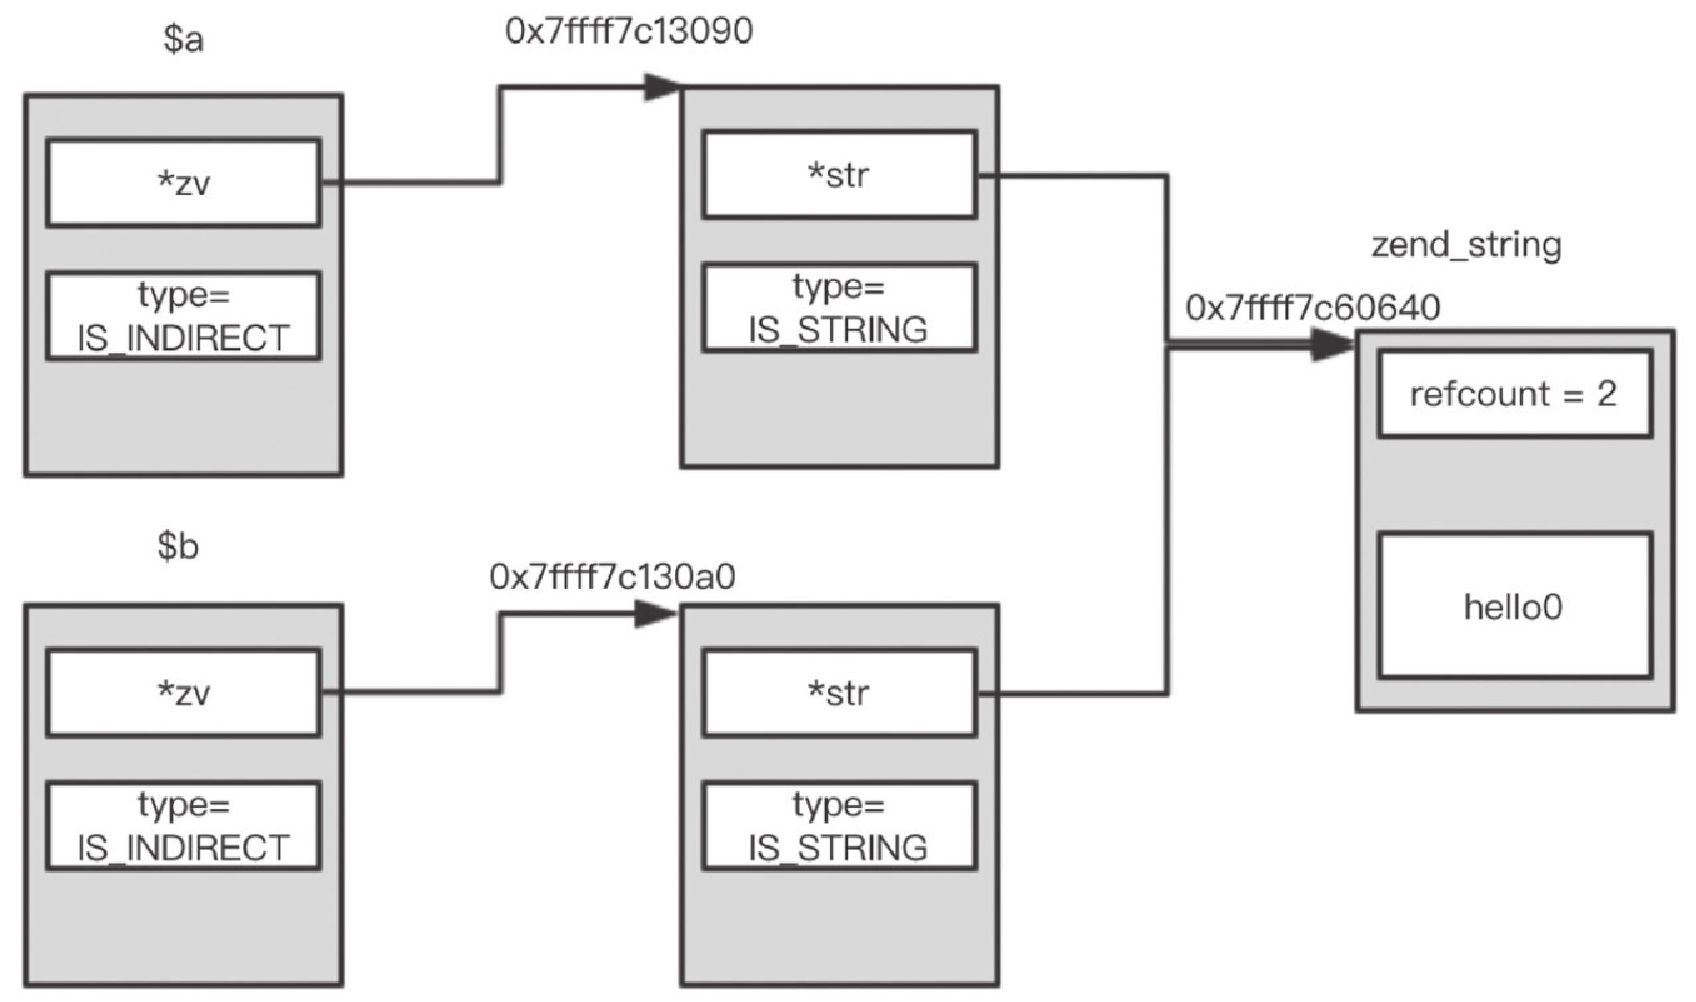 $a
0x7ffff7c13090
*zv
*str
type=
IS_INDIRECT
type=
IS_STRING
zend_string
0x7ffff7c60640
refcount = 2
hello0
$b
0x7ffff7c130a0
*zv
*str
type=
IS_INDIRECT
type=
IS_STRING